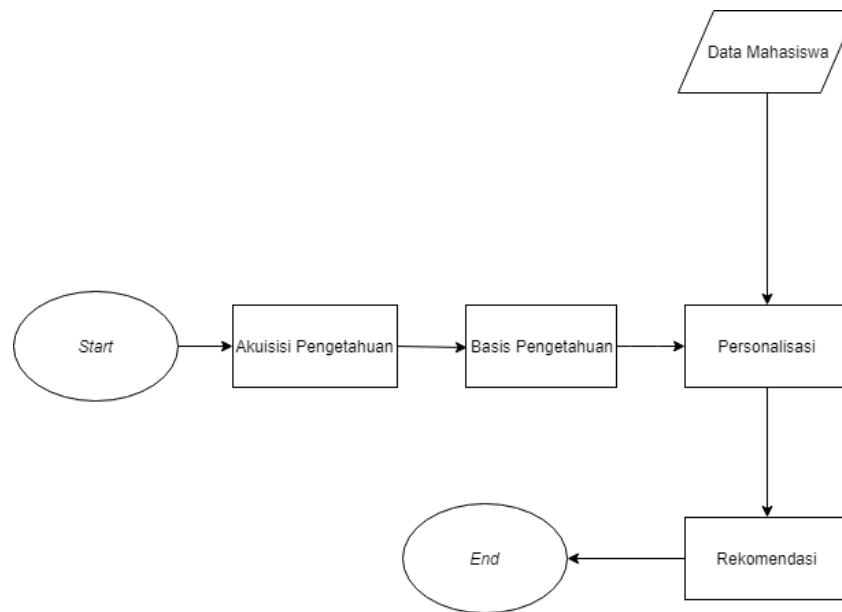 Data Mahasiswa
Start
Akuisisi Pengetahuan
Basis Pengetahuan
Personalisasi
End
Rekomendasi